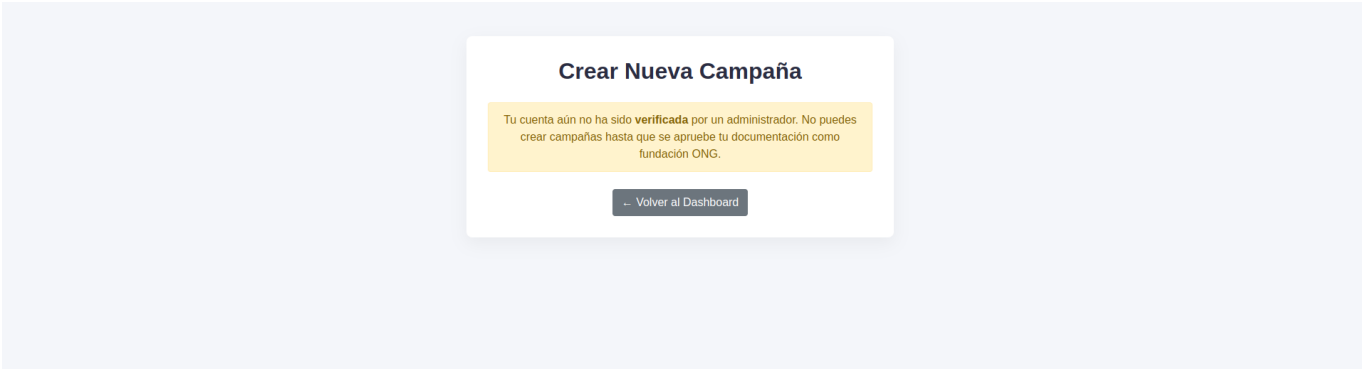 Crear Nueva Campaña
Tu cuenta aún no ha sido verificada por un administrador. No puedes
crear campañas hasta que se apruebe tu documentación como
fundación ONG.
← Volver al Dashboard